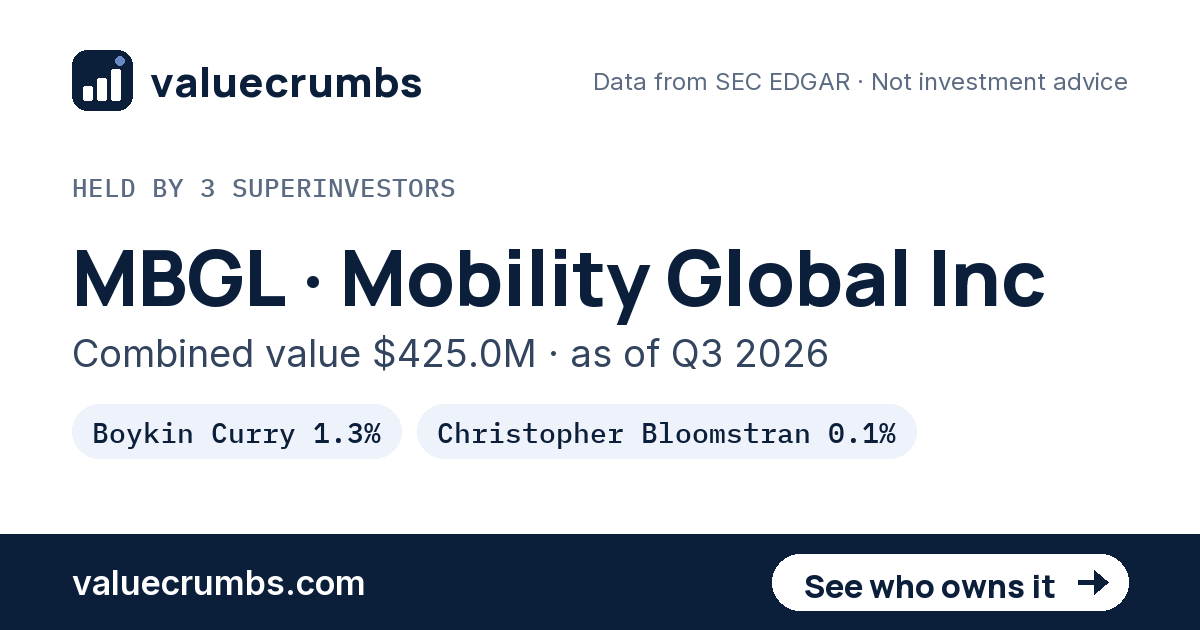 valuecrumbs
Data from SEC EDGAR · Not investment advice
HELD BY 3 SUPERINVESTORS
MBGL · Mobility Global Inc
Combined value $425.0M · as of Q3 2026
Boykin Curry 1.3%
Christopher Bloomstran 0.1%
valuecrumbs.com
See who owns it →